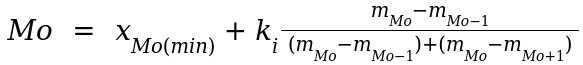 Mo = x_{Mo(min)} + k_i \frac{m_{Mo} - m_{Mo-1}}{(m_{Mo} - m_{Mo-1}) + (m_{Mo} - m_{Mo+1})}